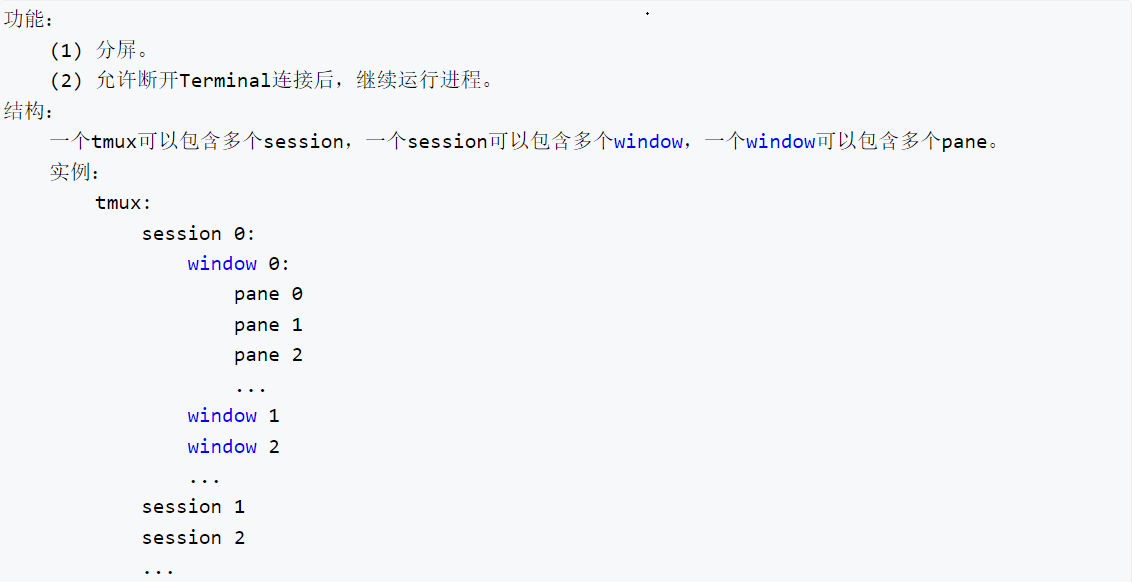 功能:
    (1) 分屏。
    (2) 允许断开Terminal连接后，继续运行进程。
结构:
    一个tmux可以包含多个session，一个session可以包含多个window，一个window可以包含多个pane。
    实例:
        tmux:
            session 0:
                window 0:
                    pane 0
                    pane 1
                    pane 2
                    ...
                window 1
                window 2
                ...
            session 1
            session 2
            ...